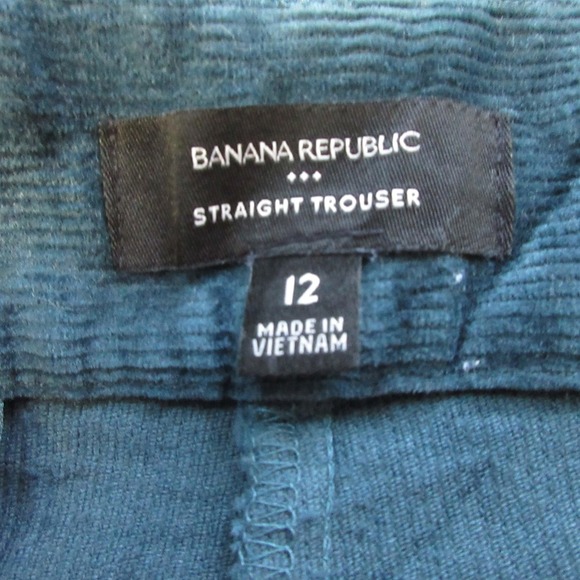 BANANA REPUBLIC
STRAIGHT TROUSER
12
MADE IN
VIETNAM